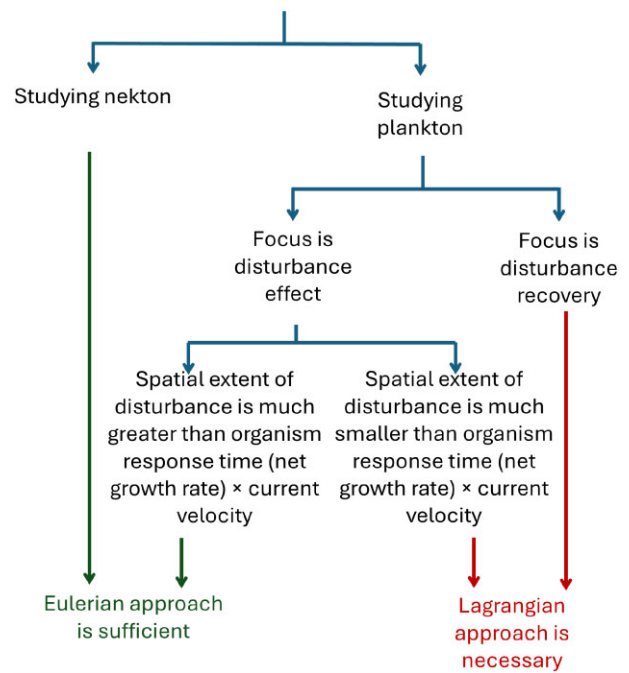 Studying nekton
Studying
plankton
Focus is
disturbance
effect
Focus is
disturbance
recovery
Spatial extent of
disturbance is much
greater than organism
response time (net
growth rate) × current
velocity
Spatial extent of
disturbance is much
smaller than organism
response time (net
growth rate) × current
velocity
Eulerian approach
is sufficient
Lagrangian
approach is
necessary